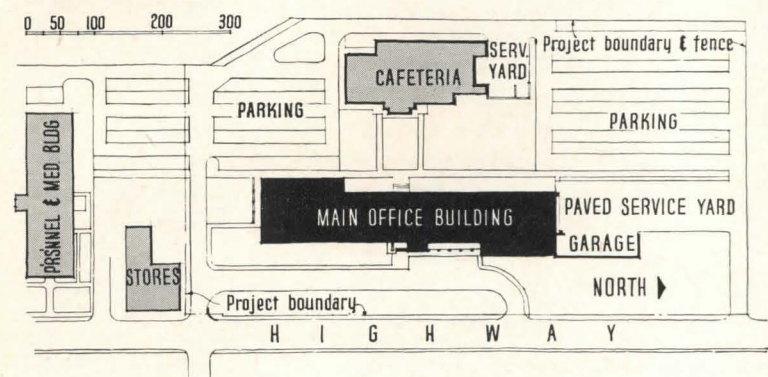 0 50 100 200 300
Project boundary & fence
SERV.
YARD
CAFETERIA
PARKING
PARKING
PRSNNEL & MED. BLDG
MAIN OFFICE BUILDING
PAVED SERVICE YARD
GARAGE
STORES
NORTH
Project boundary
HIGHWAY